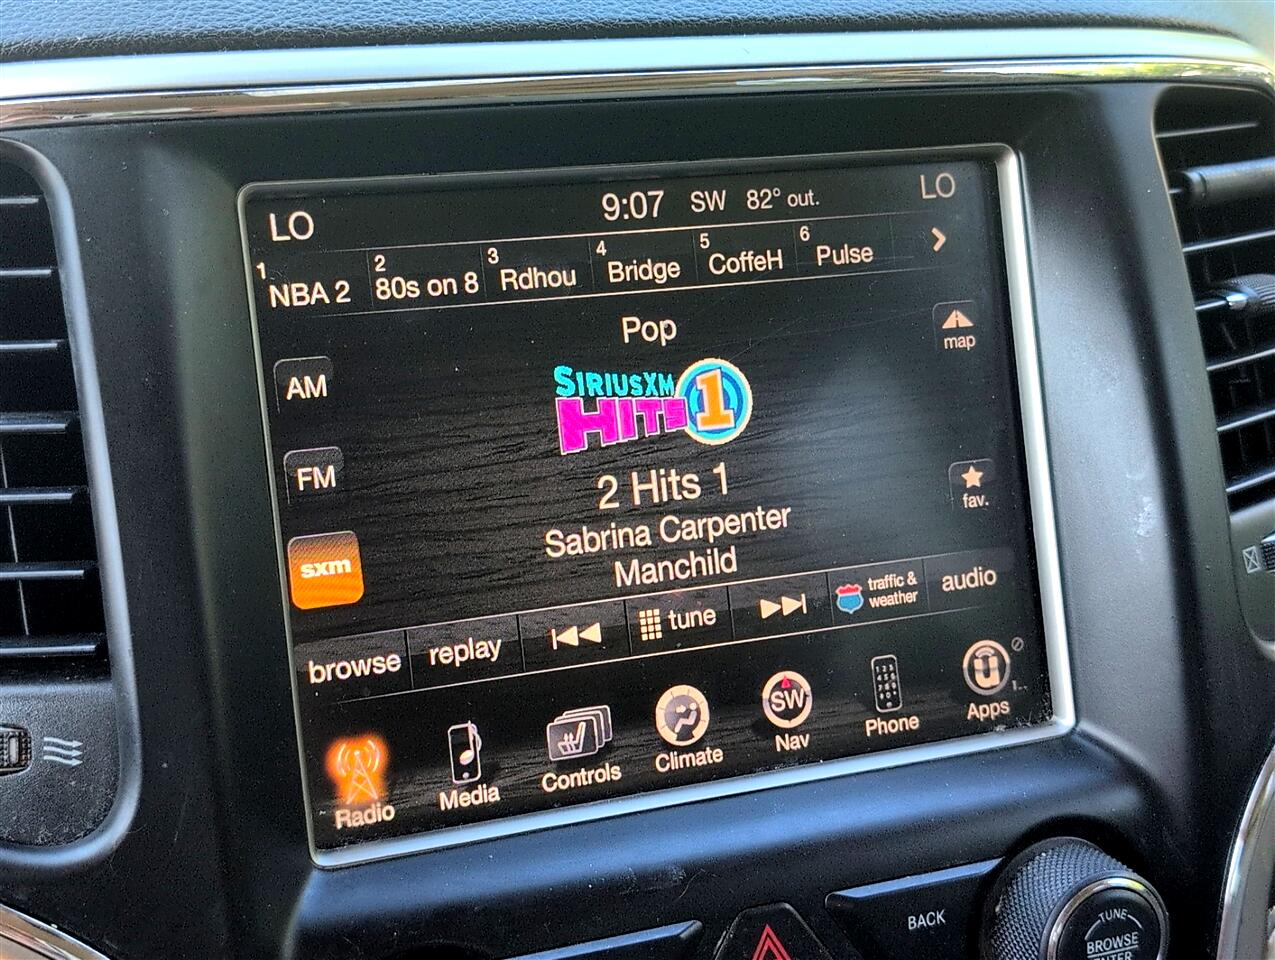 LO 9:07 SW 82° out. LO
1 NBA 2 2 80s on 8 3 Rdhou 4 Bridge 5 CoffeH 6 Pulse
Pop
map
AM
SIRIUSXM
HITS 1
FM
2 Hits 1
fav.
Sabrina Carpenter
sxm
Manchild
browse replay tune traffic & weather audio
SW
Radio Media Controls Climate Nav Phone Apps
BACK
TUNE
BROWSE
ENTER